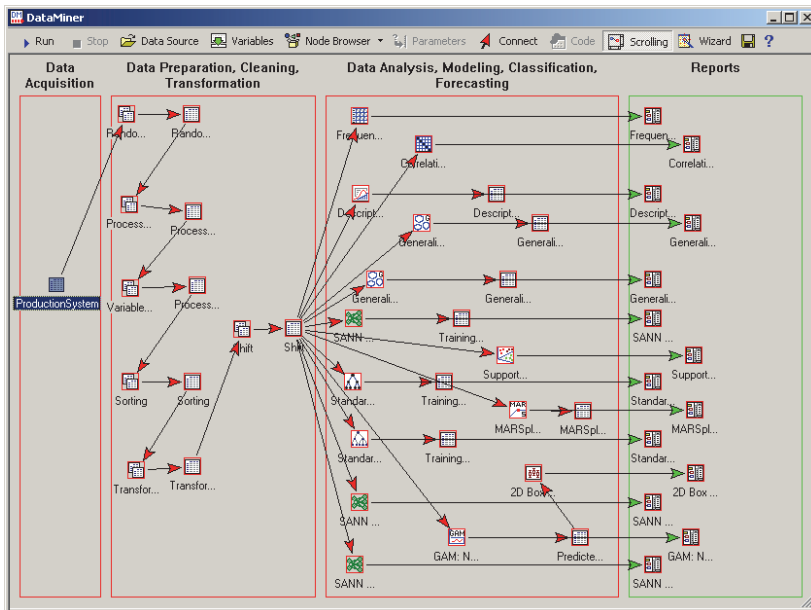 DataMiner
Run Stop Data Source Variables Node Browser Parameters Connect Code Scrolling Wizard ?
Data Acquisition
Data Preparation, Cleaning, Transformation
Data Analysis, Modeling, Classification, Forecasting
Reports
ProductionSystem
Rando...
Rando...
Process...
Process...
Variable...
Process...
Sorting
Sorting
Transfor...
Transfor...
Shift
Shift
Frequen...
Correlati...
Descript...
Descript...
Generali...
Generali...
Generali...
Generali...
SANN ...
Training...
Support...
Standar...
Training...
MARSpl...
MARSpl...
Standar...
Training...
2D Box...
SANN ...
GAM: N...
Predicte...
SANN ...
Frequen...
Correlati...
Descript...
Generali...
Generali...
SANN ...
Support...
Standar...
MARSpl...
Standar...
2D Box ...
SANN ...
GAM: N...
SANN ...